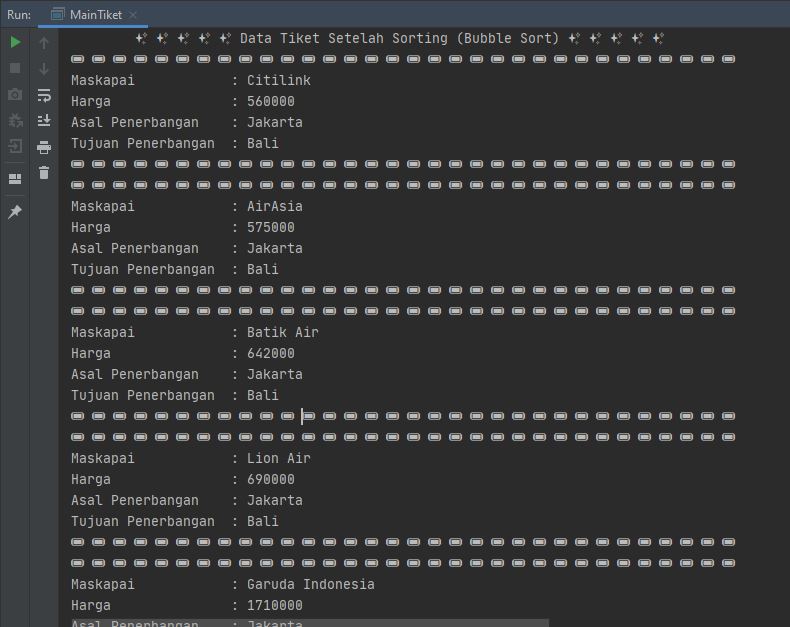 Run: MainTiket
✨ ✨ ✨ ✨ ✨ Data Tiket Setelah Sorting (Bubble Sort) ✨ ✨ ✨ ✨ ✨
Maskapai : Citilink
Harga : 560000
Asal Penerbangan : Jakarta
Tujuan Penerbangan : Bali
Maskapai : AirAsia
Harga : 575000
Asal Penerbangan : Jakarta
Tujuan Penerbangan : Bali
Maskapai : Batik Air
Harga : 642000
Asal Penerbangan : Jakarta
Tujuan Penerbangan : Bali
Maskapai : Lion Air
Harga : 690000
Asal Penerbangan : Jakarta
Tujuan Penerbangan : Bali
Maskapai : Garuda Indonesia
Harga : 1710000
Asal Penerbangan : Jakarta